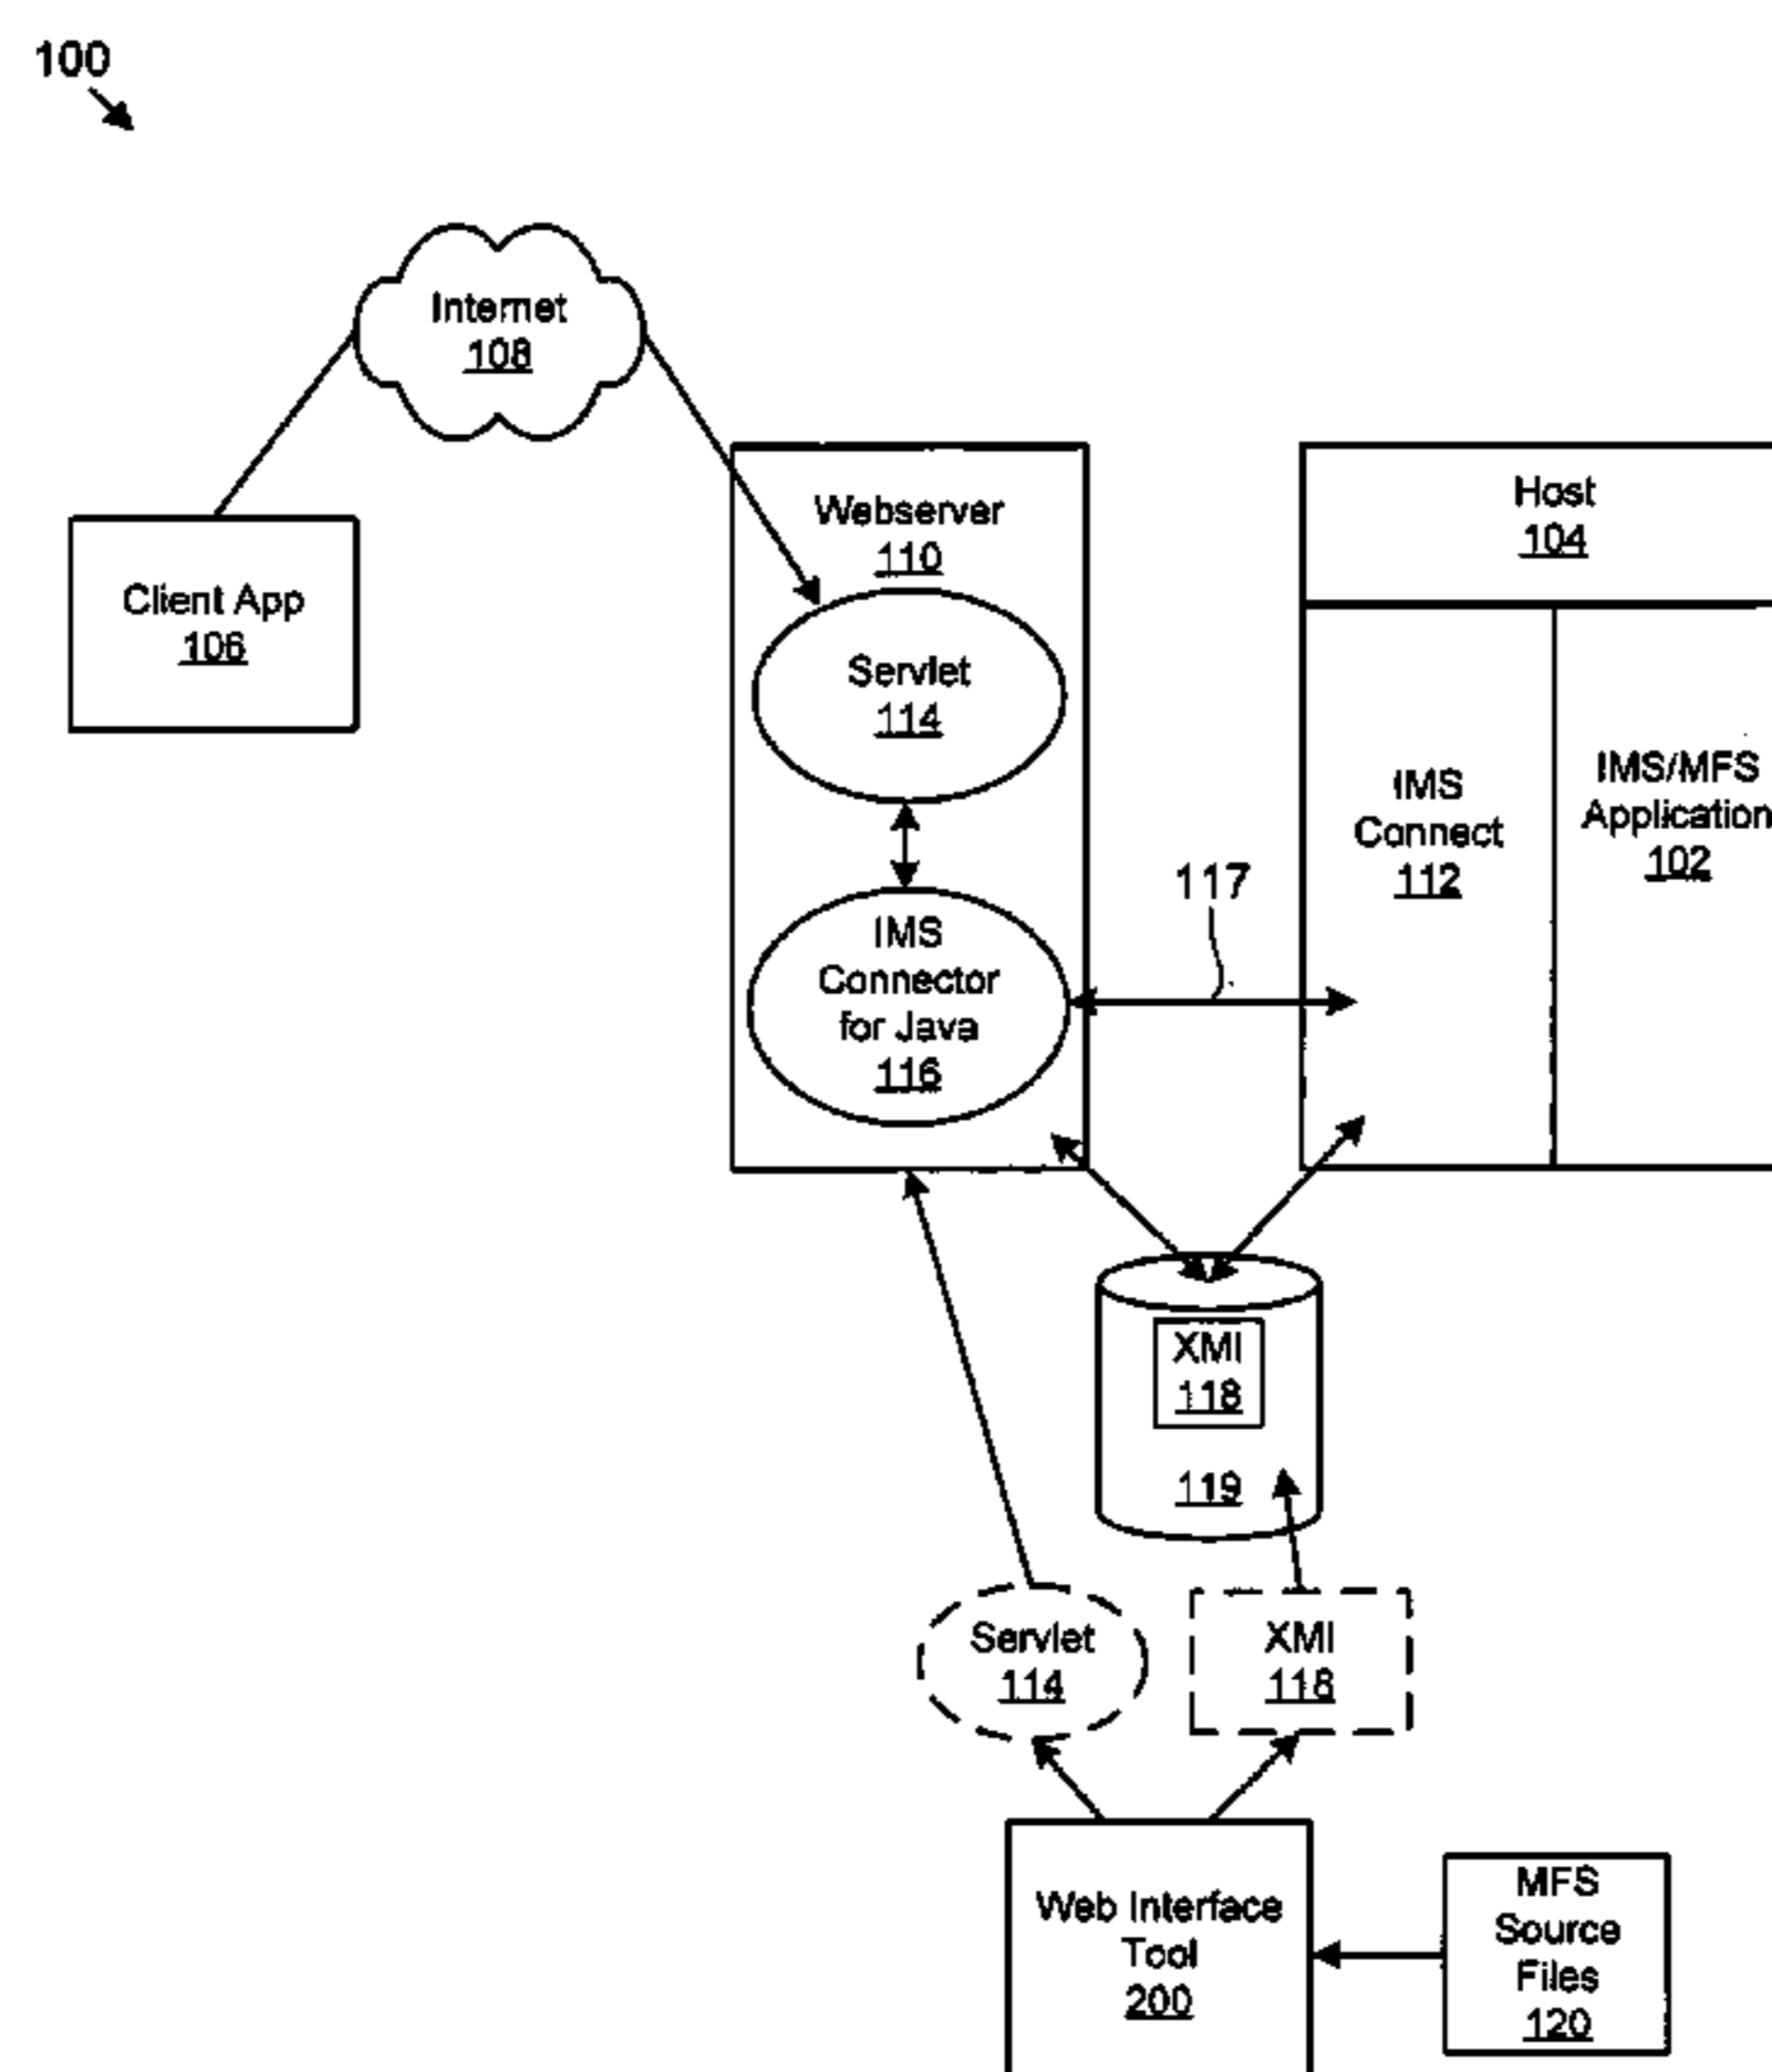 100
Internet
108
Client App
106
Webserver
110
Servlet
114
IMS
Connector
for Java
116
117
Host
104
IMS
Connect
112
IMS/MFS
Application
102
XMI
118
119
Servlet
114
XMI
118
Web Interface
Tool
200
MFS
Source
Files
120